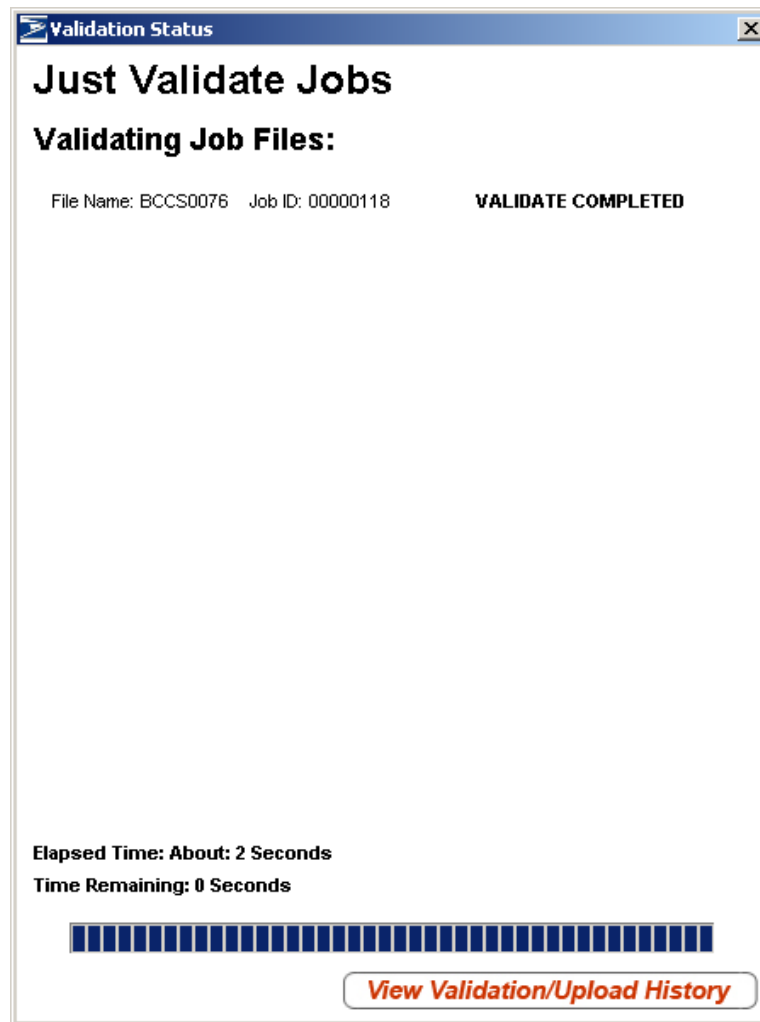 Validation Status
Just Validate Jobs
Validating Job Files:
File Name: BCCS0076 Job ID: 00000118 VALIDATE COMPLETED
Elapsed Time: About: 2 Seconds
Time Remaining: 0 Seconds
View Validation/Upload History